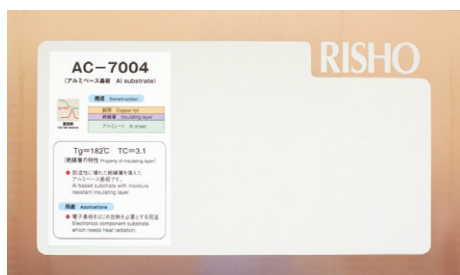 RISHO
AC-7004
(アルミベース基板 Al substrate)
構成 Construction
銅箔 Copper foil
絶縁層 Insulating layer
アルミシート Al sheet
Tg=182℃ TC=3.1
(絶縁層の特性 Property of insulating layer)
● 耐湿性に優れた絶縁層を備えた
アルミベース基板です。
Al based substrate with moisture
resistant insulating layer.
用途 Applications
● 電子基板をはじめ放熱を必要とする用途
Electronics component substrate
which needs heat radiation.